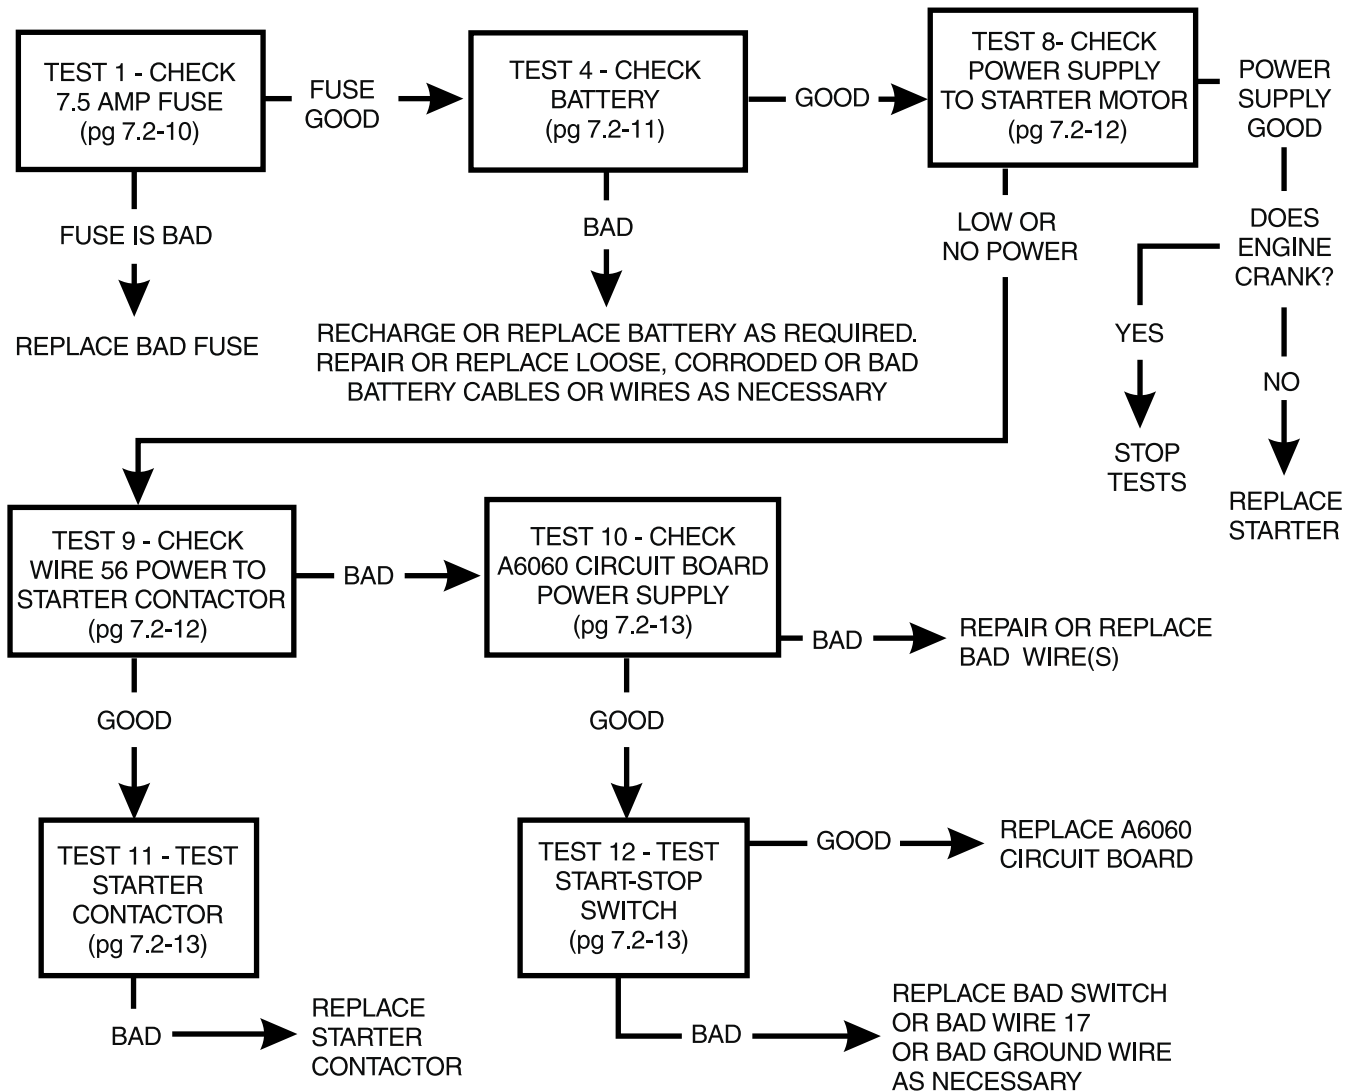 TEST 1 - CHECK
7.5 AMP FUSE
(pg 7.2-10)
FUSE
GOOD
TEST 4 - CHECK
BATTERY
(pg 7.2-11)
GOOD
TEST 8- CHECK
POWER SUPPLY
TO STARTER MOTOR
(pg 7.2-12)
POWER
SUPPLY
GOOD
FUSE IS BAD
REPLACE BAD FUSE
BAD
RECHARGE OR REPLACE BATTERY AS REQUIRED.
REPAIR OR REPLACE LOOSE, CORRODED OR BAD
BATTERY CABLES OR WIRES AS NECESSARY
LOW OR
NO POWER
DOES
ENGINE
CRANK?
YES
STOP
TESTS
NO
REPLACE
STARTER
TEST 9 - CHECK
WIRE 56 POWER TO
STARTER CONTACTOR
(pg 7.2-12)
BAD
TEST 10 - CHECK
A6060 CIRCUIT BOARD
POWER SUPPLY
(pg 7.2-13)
BAD
REPAIR OR REPLACE
BAD WIRE(S)
GOOD
GOOD
TEST 11 - TEST
STARTER
CONTACTOR
(pg 7.2-13)
BAD
REPLACE
STARTER
CONTACTOR
TEST 12 - TEST
START-STOP
SWITCH
(pg 7.2-13)
GOOD
REPLACE A6060
CIRCUIT BOARD
BAD
REPLACE BAD SWITCH
OR BAD WIRE 17
OR BAD GROUND WIRE
AS NECESSARY